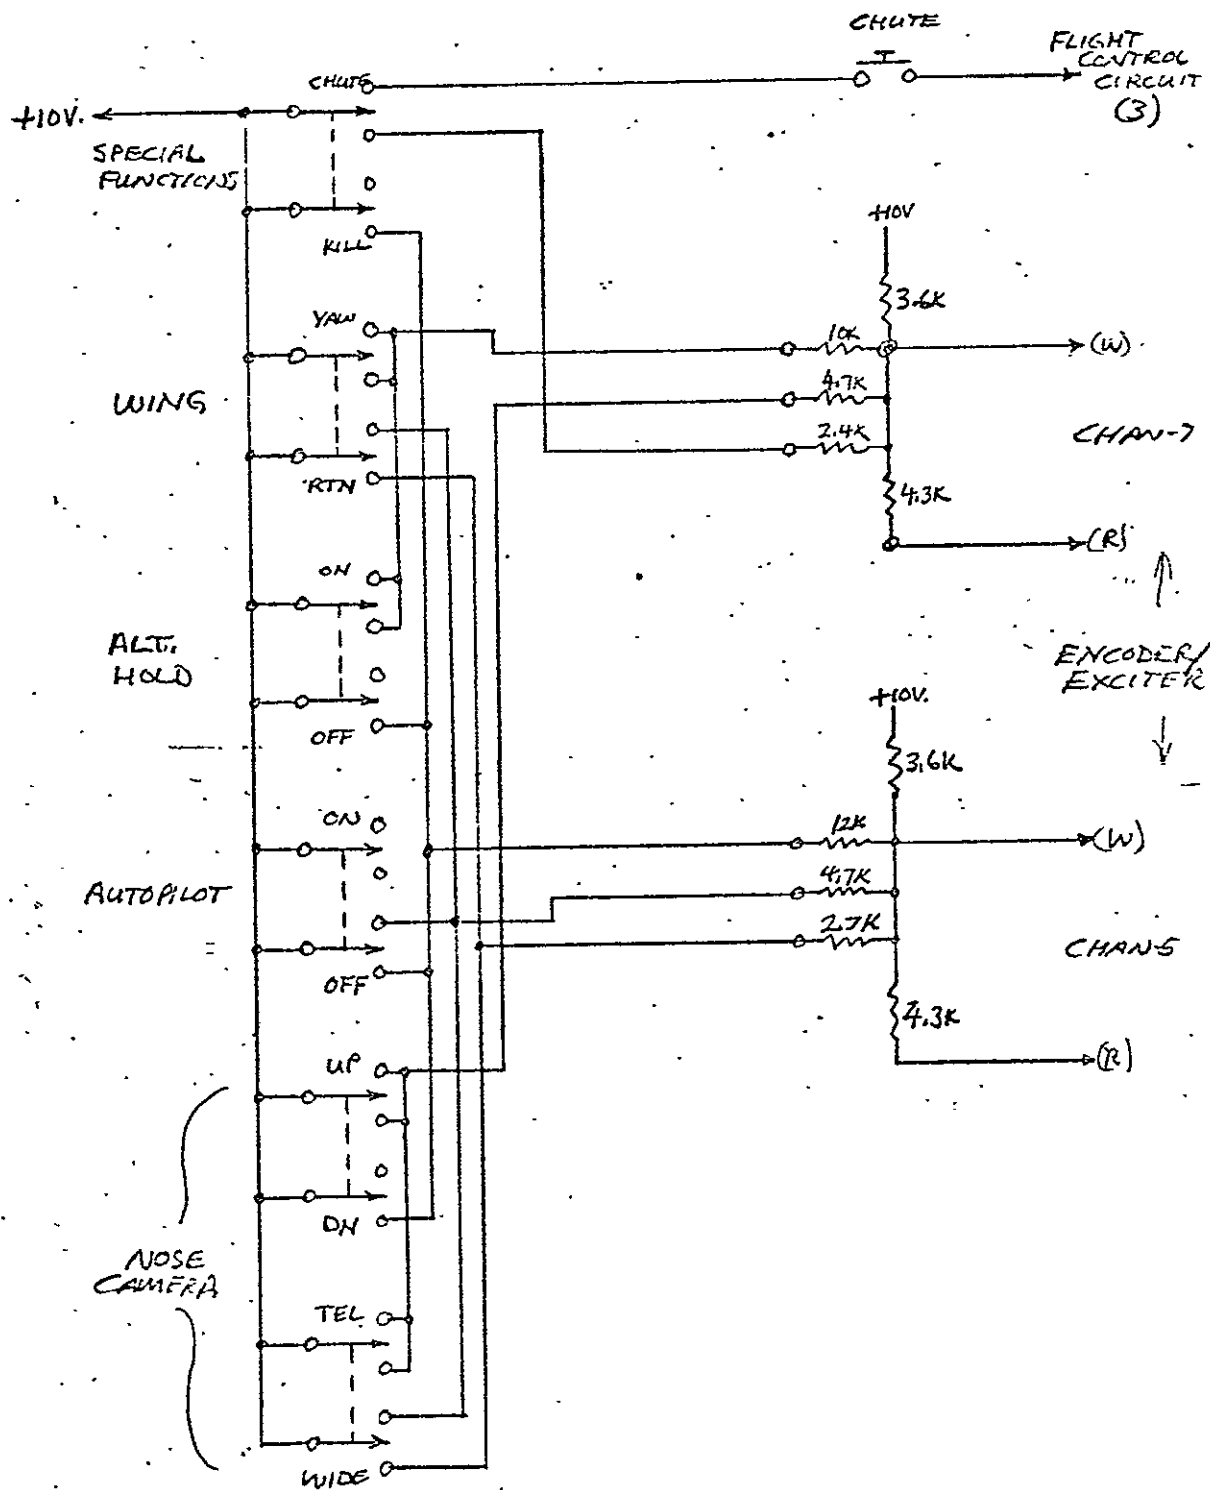 CHUTE
FLIGHT
CONTROL
CIRCUIT
(3)
CHUTE
+10V.
SPECIAL
FUNCTIONS
KILL
+10V
3.6K
YAW
10K
(W)
WING
4.7K
2.4K
CHAN-7
RTN
4.3K
(R)
ON
ALT.
HOLD
ENCODER/
EXCITER
+10V.
OFF
3.6K
ON
12K
(W)
AUTOPILOT
4.7K
2.7K
CHAN-5
OFF
4.3K
UP
(R)
DN
NOSE
CAMERA
TEL
WIDE